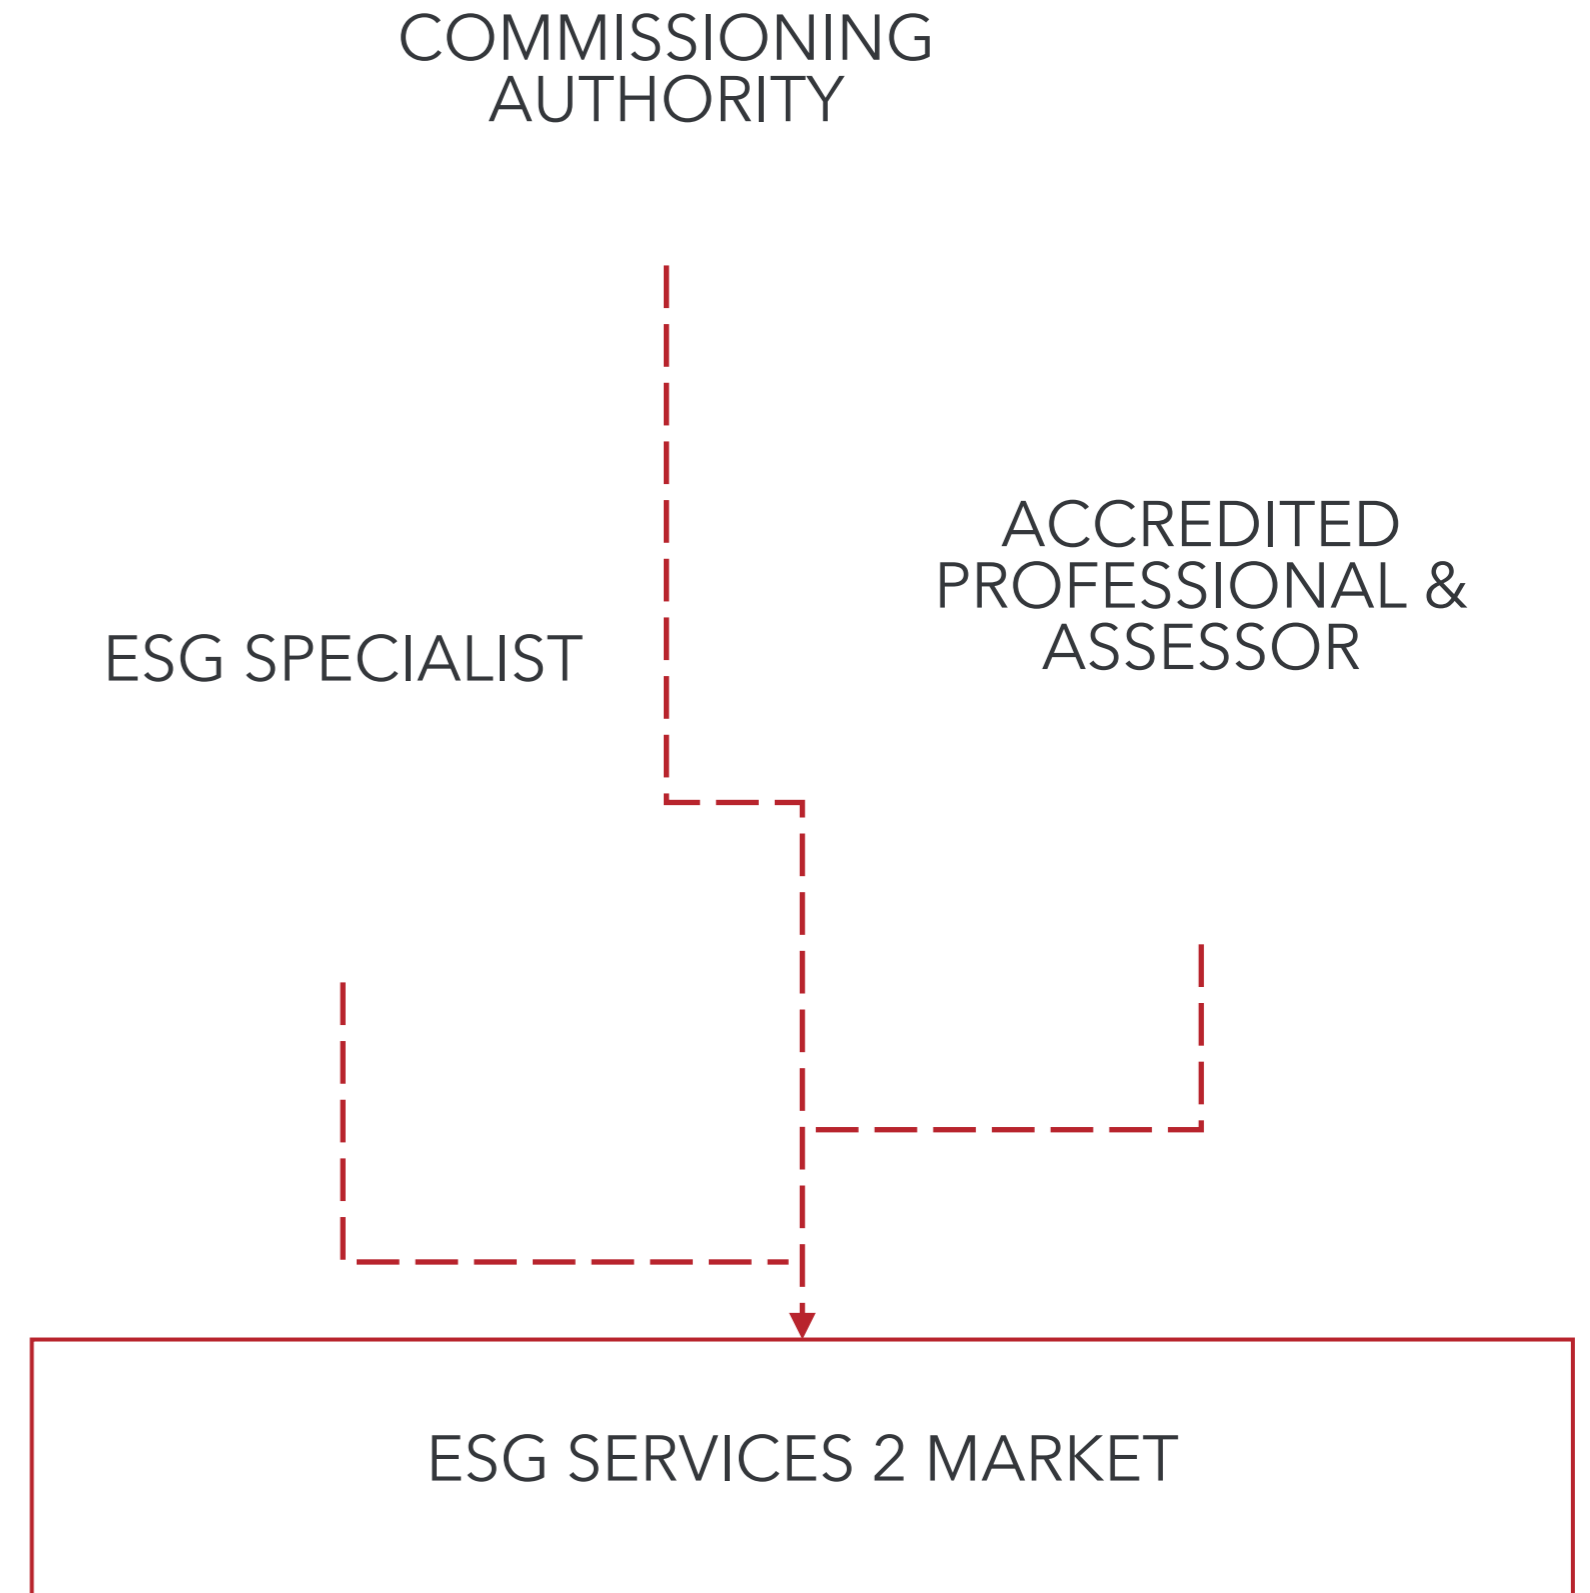 COMMISSIONING
AUTHORITY
ACCREDITED
PROFESSIONAL &
ASSESSOR
ESG SPECIALIST
ESG SERVICES 2 MARKET